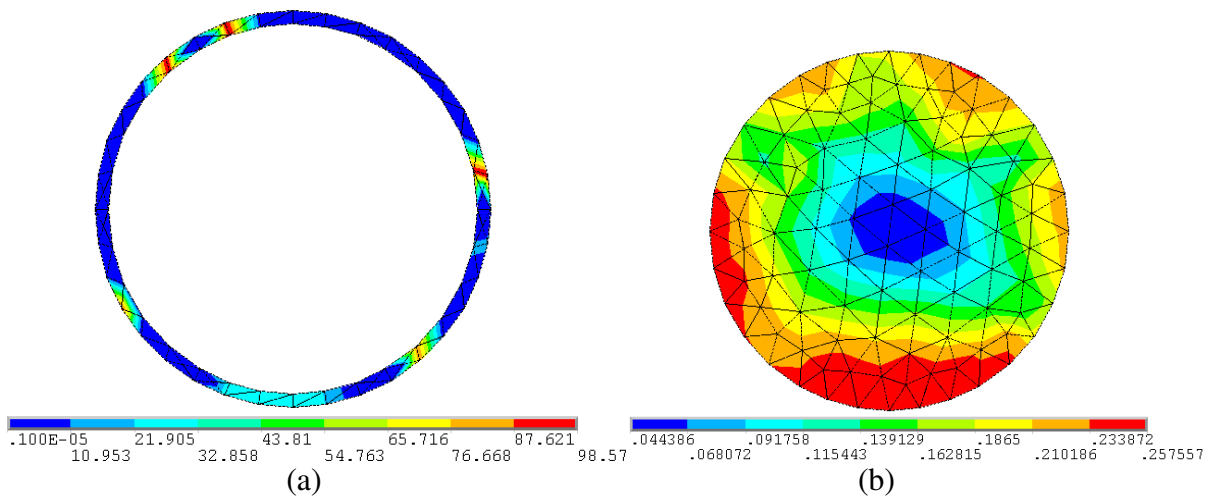 .100E-05 21.905 43.81 65.716 87.621
10.953 32.858 54.763 76.668 98.57
(a)
.044386 .091758 .139129 .1865 .233872
.068072 .115443 .162815 .210186 .257557
(b)